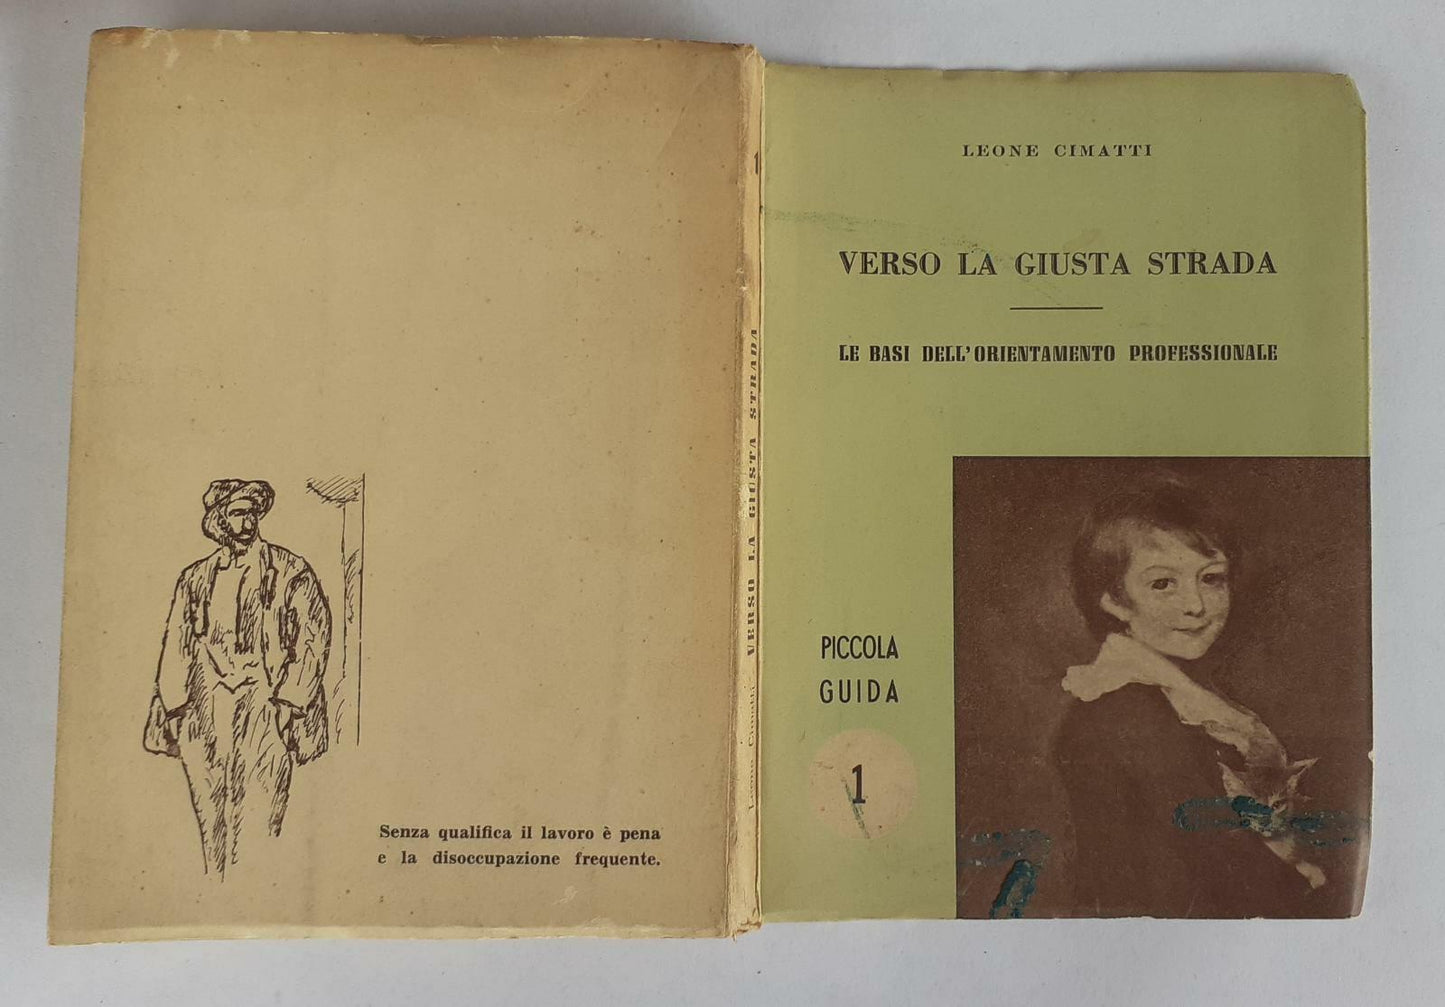 Senza qualifica il lavoro è pena
e la disoccupazione frequente.
1
VERSO LA GIUSTA STRADA
Leone Cimatti
LEONE CIMATTI
VERSO LA GIUSTA STRADA
LE BASI DELL'ORIENTAMENTO PROFESSIONALE
PICCOLA
GUIDA
1